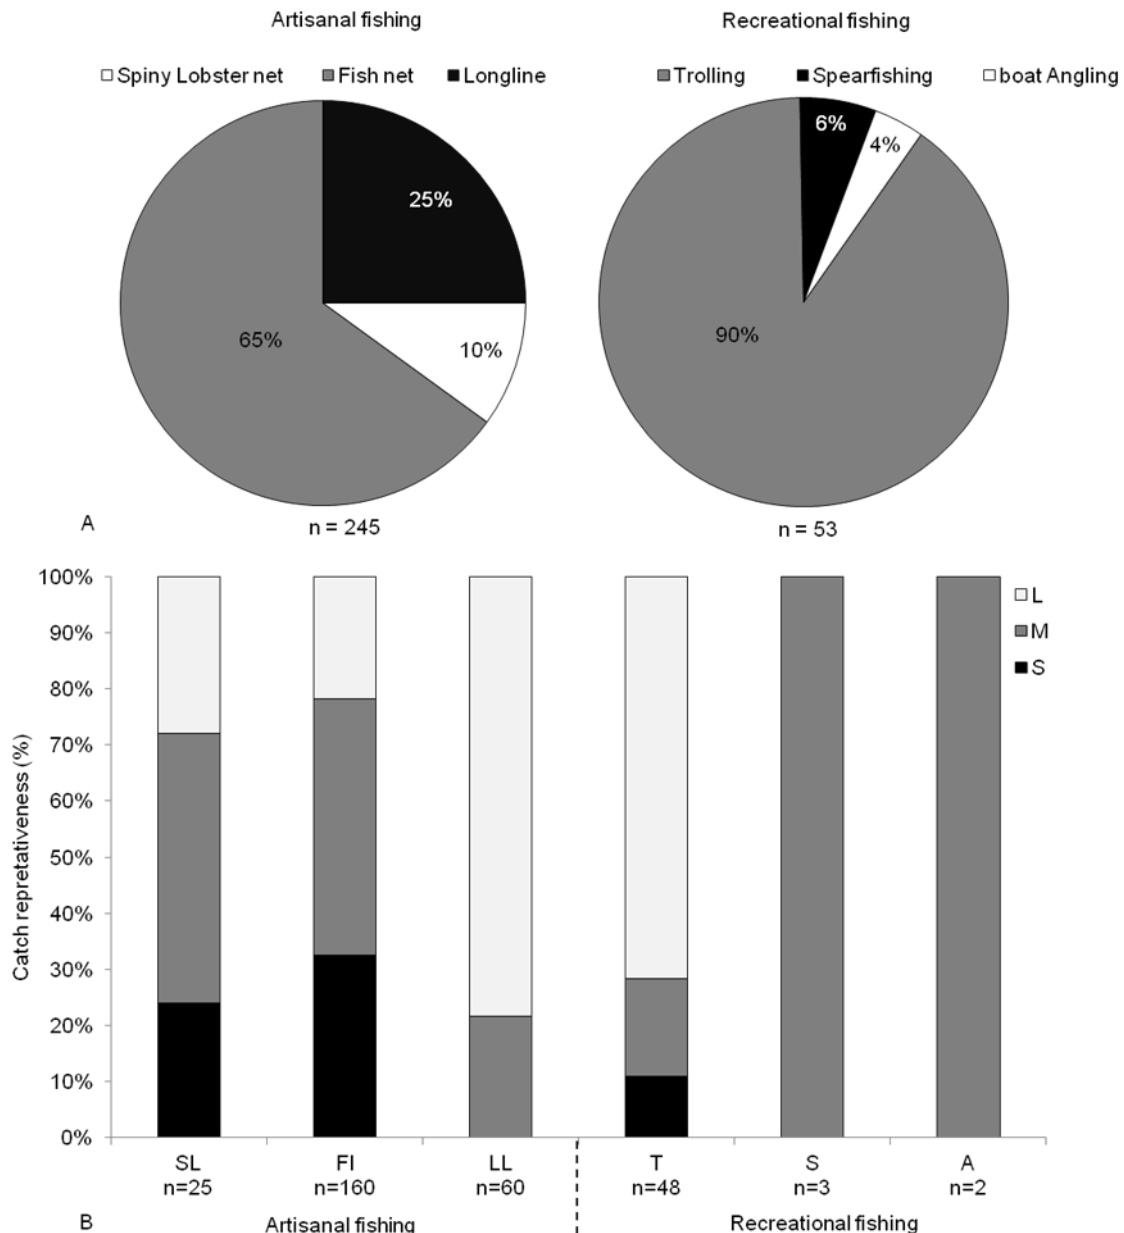 Artisanal fishing
Recreational fishing
Spiny Lobster net Fish net Longline
Trolling Spearfishing boat Angling
6%
4%
25%
65%
10%
90%
A
n = 245
n = 53
100%
90%
80%
70%
60%
50%
40%
30%
20%
10%
0%
Catch repretativeness (%)
L
M
S
SL FI LL T S A
n=25 n=160 n=60 n=48 n=3 n=2
B
Artisanal fishing
Recreational fishing